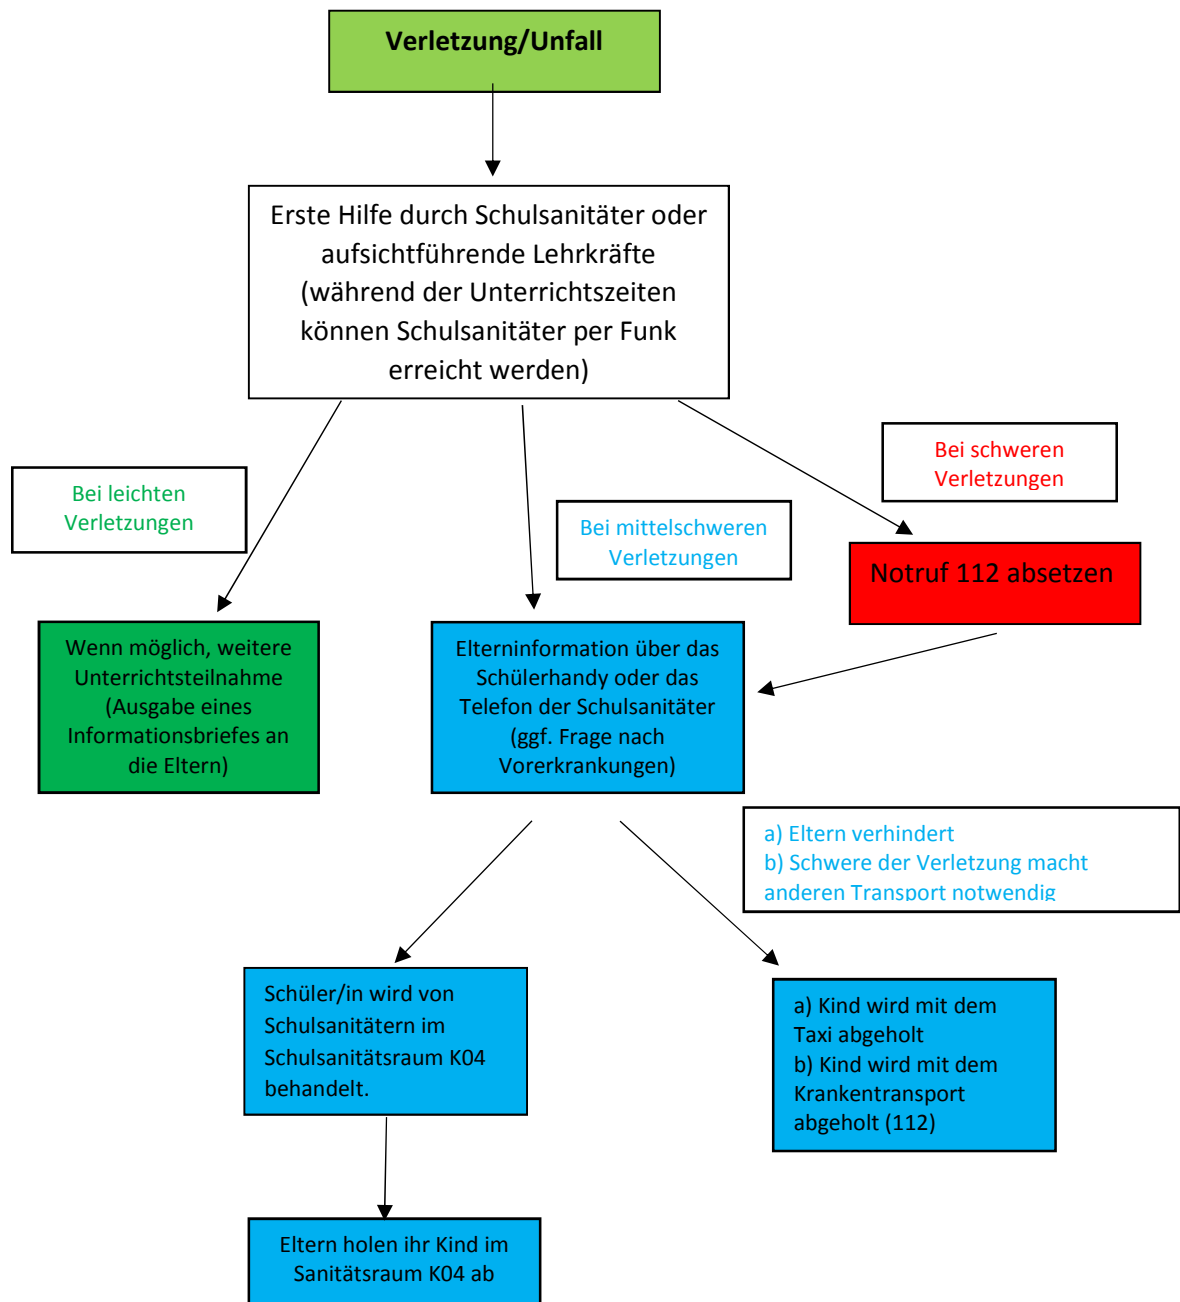 Verletzung/Unfall
Erste Hilfe durch Schulsanitäter oder
aufsichtführende Lehrkräfte
(während der Unterrichtszeiten
können Schulsanitäter per Funk
erreicht werden)
Bei schweren
Verletzungen
Bei leichten
Verletzungen
Bei mittelschweren
Verletzungen
Notruf 112 absetzen
Wenn möglich, weitere
Unterrichtsteilnahme
(Ausgabe eines
Informationsbriefes an
die Eltern)
Elterninformation über das
Schülerhandy oder das
Telefon der Schulsanitäter
(ggf. Frage nach
Vorerkrankungen)
a) Eltern verhindert
b) Schwere der Verletzung macht
anderen Transport notwendig
Schüler/in wird von
Schulsanitätern im
Schulsanitätsraum K04
behandelt.
a) Kind wird mit dem
Taxi abgeholt
b) Kind wird mit dem
Krankentransport
abgeholt (112)
Eltern holen ihr Kind im
Sanitätsraum K04 ab